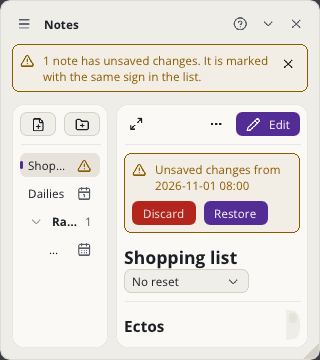 Notes
1 note has unsaved changes. It is marked
with the same sign in the list.
Shop...
Dailies
Ra... 1
...
Edit
Unsaved changes from
2026-11-01 08:00
Discard Restore
Shopping list
No reset
Ectos